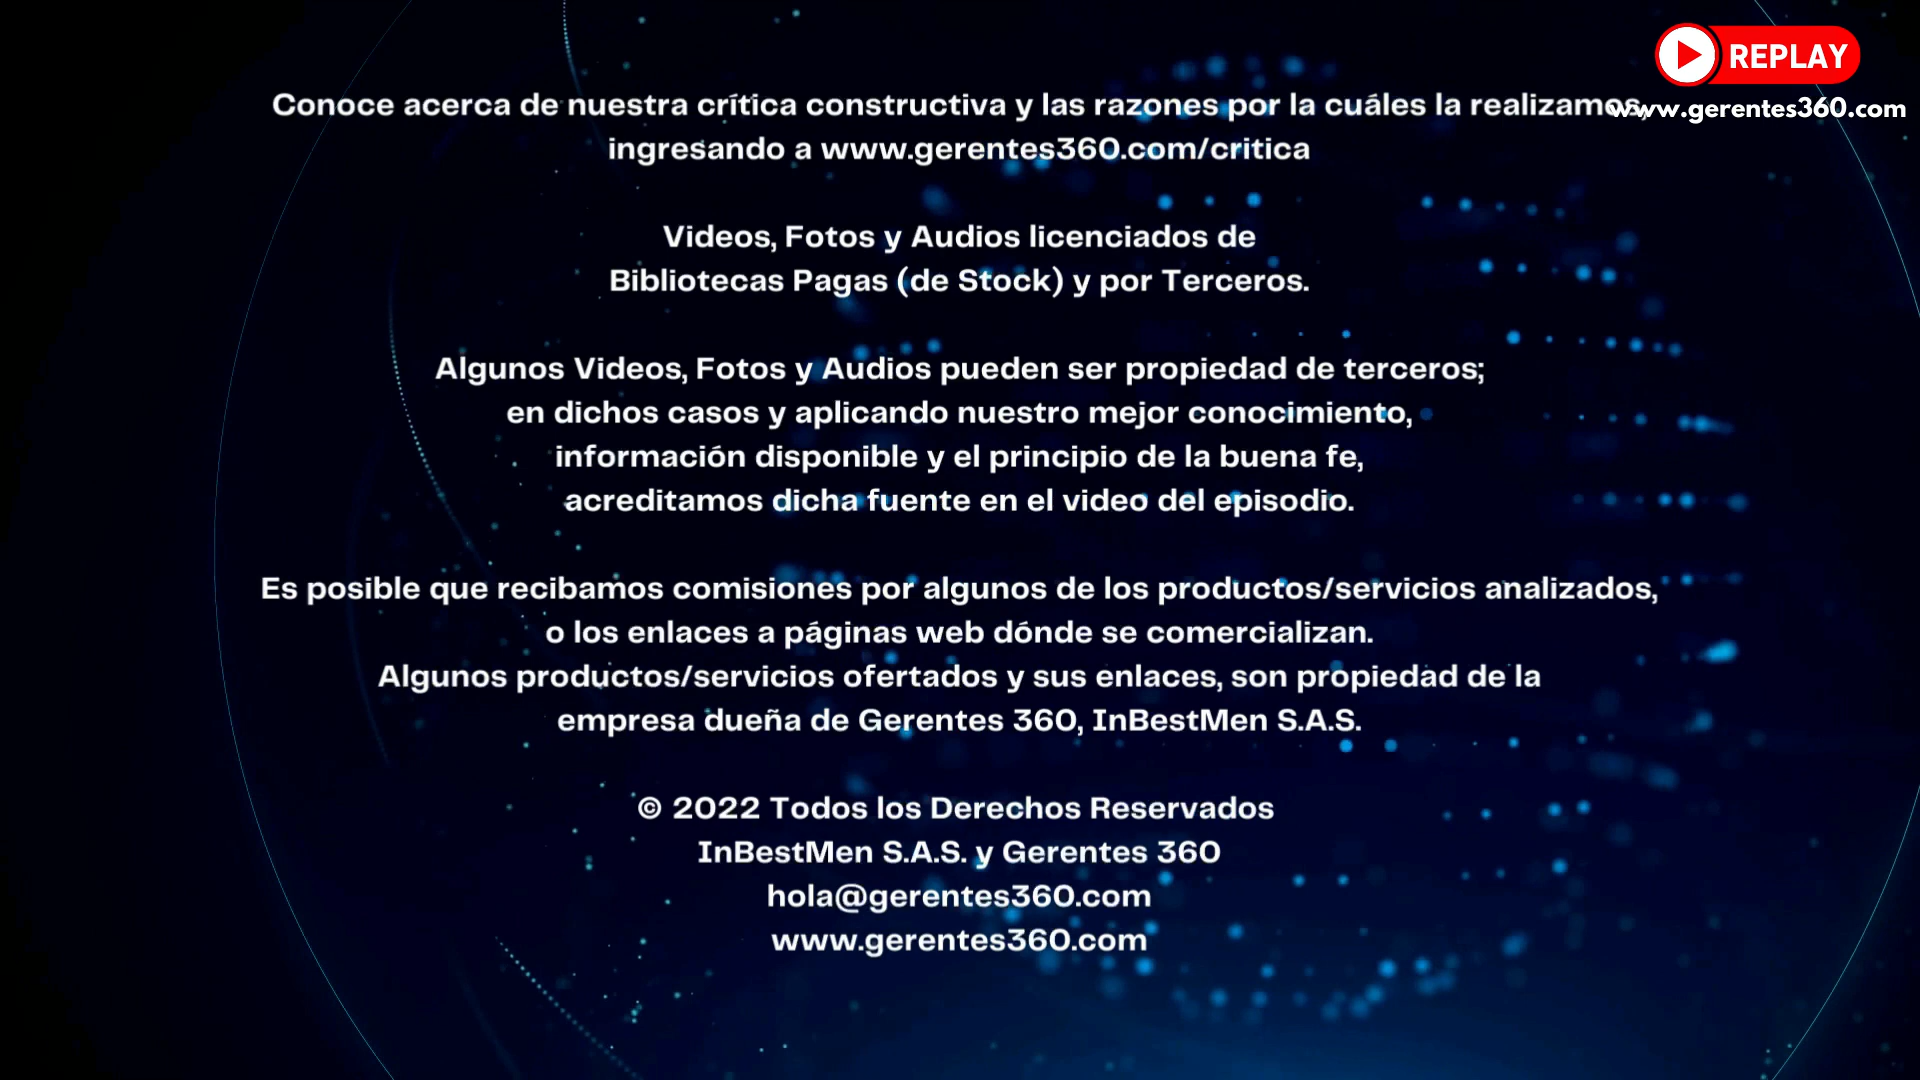 REPLAY
www.gerentes360.com
Conoce acerca de nuestra crítica constructiva y las razones por la cuáles la realizamos,
ingresando a www.gerentes360.com/critica
Videos, Fotos y Audios licenciados de
Bibliotecas Pagas (de Stock) y por Terceros.
Algunos Videos, Fotos y Audios pueden ser propiedad de terceros;
en dichos casos y aplicando nuestro mejor conocimiento,
información disponible y el principio de la buena fe,
acreditamos dicha fuente en el video del episodio.
Es posible que recibamos comisiones por algunos de los productos/servicios analizados,
o los enlaces a páginas web dónde se comercializan.
Algunos productos/servicios ofertados y sus enlaces, son propiedad de la
empresa dueña de Gerentes 360, InBestMen S.A.S.
© 2022 Todos los Derechos Reservados
InBestMen S.A.S. y Gerentes 360
hola@gerentes360.com
www.gerentes360.com